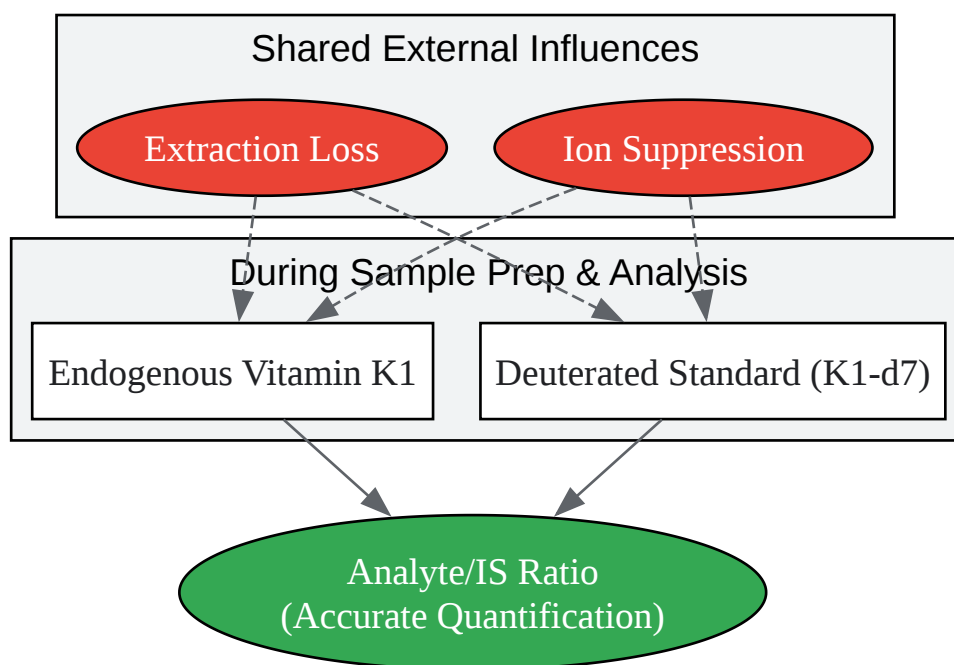 Shared External Influences
Extraction Loss
Ion Suppression
During Sample Prep & Analysis
Endogenous Vitamin K1
Deuterated Standard (K1-d7)
Analyte/IS Ratio
(Accurate Quantification)